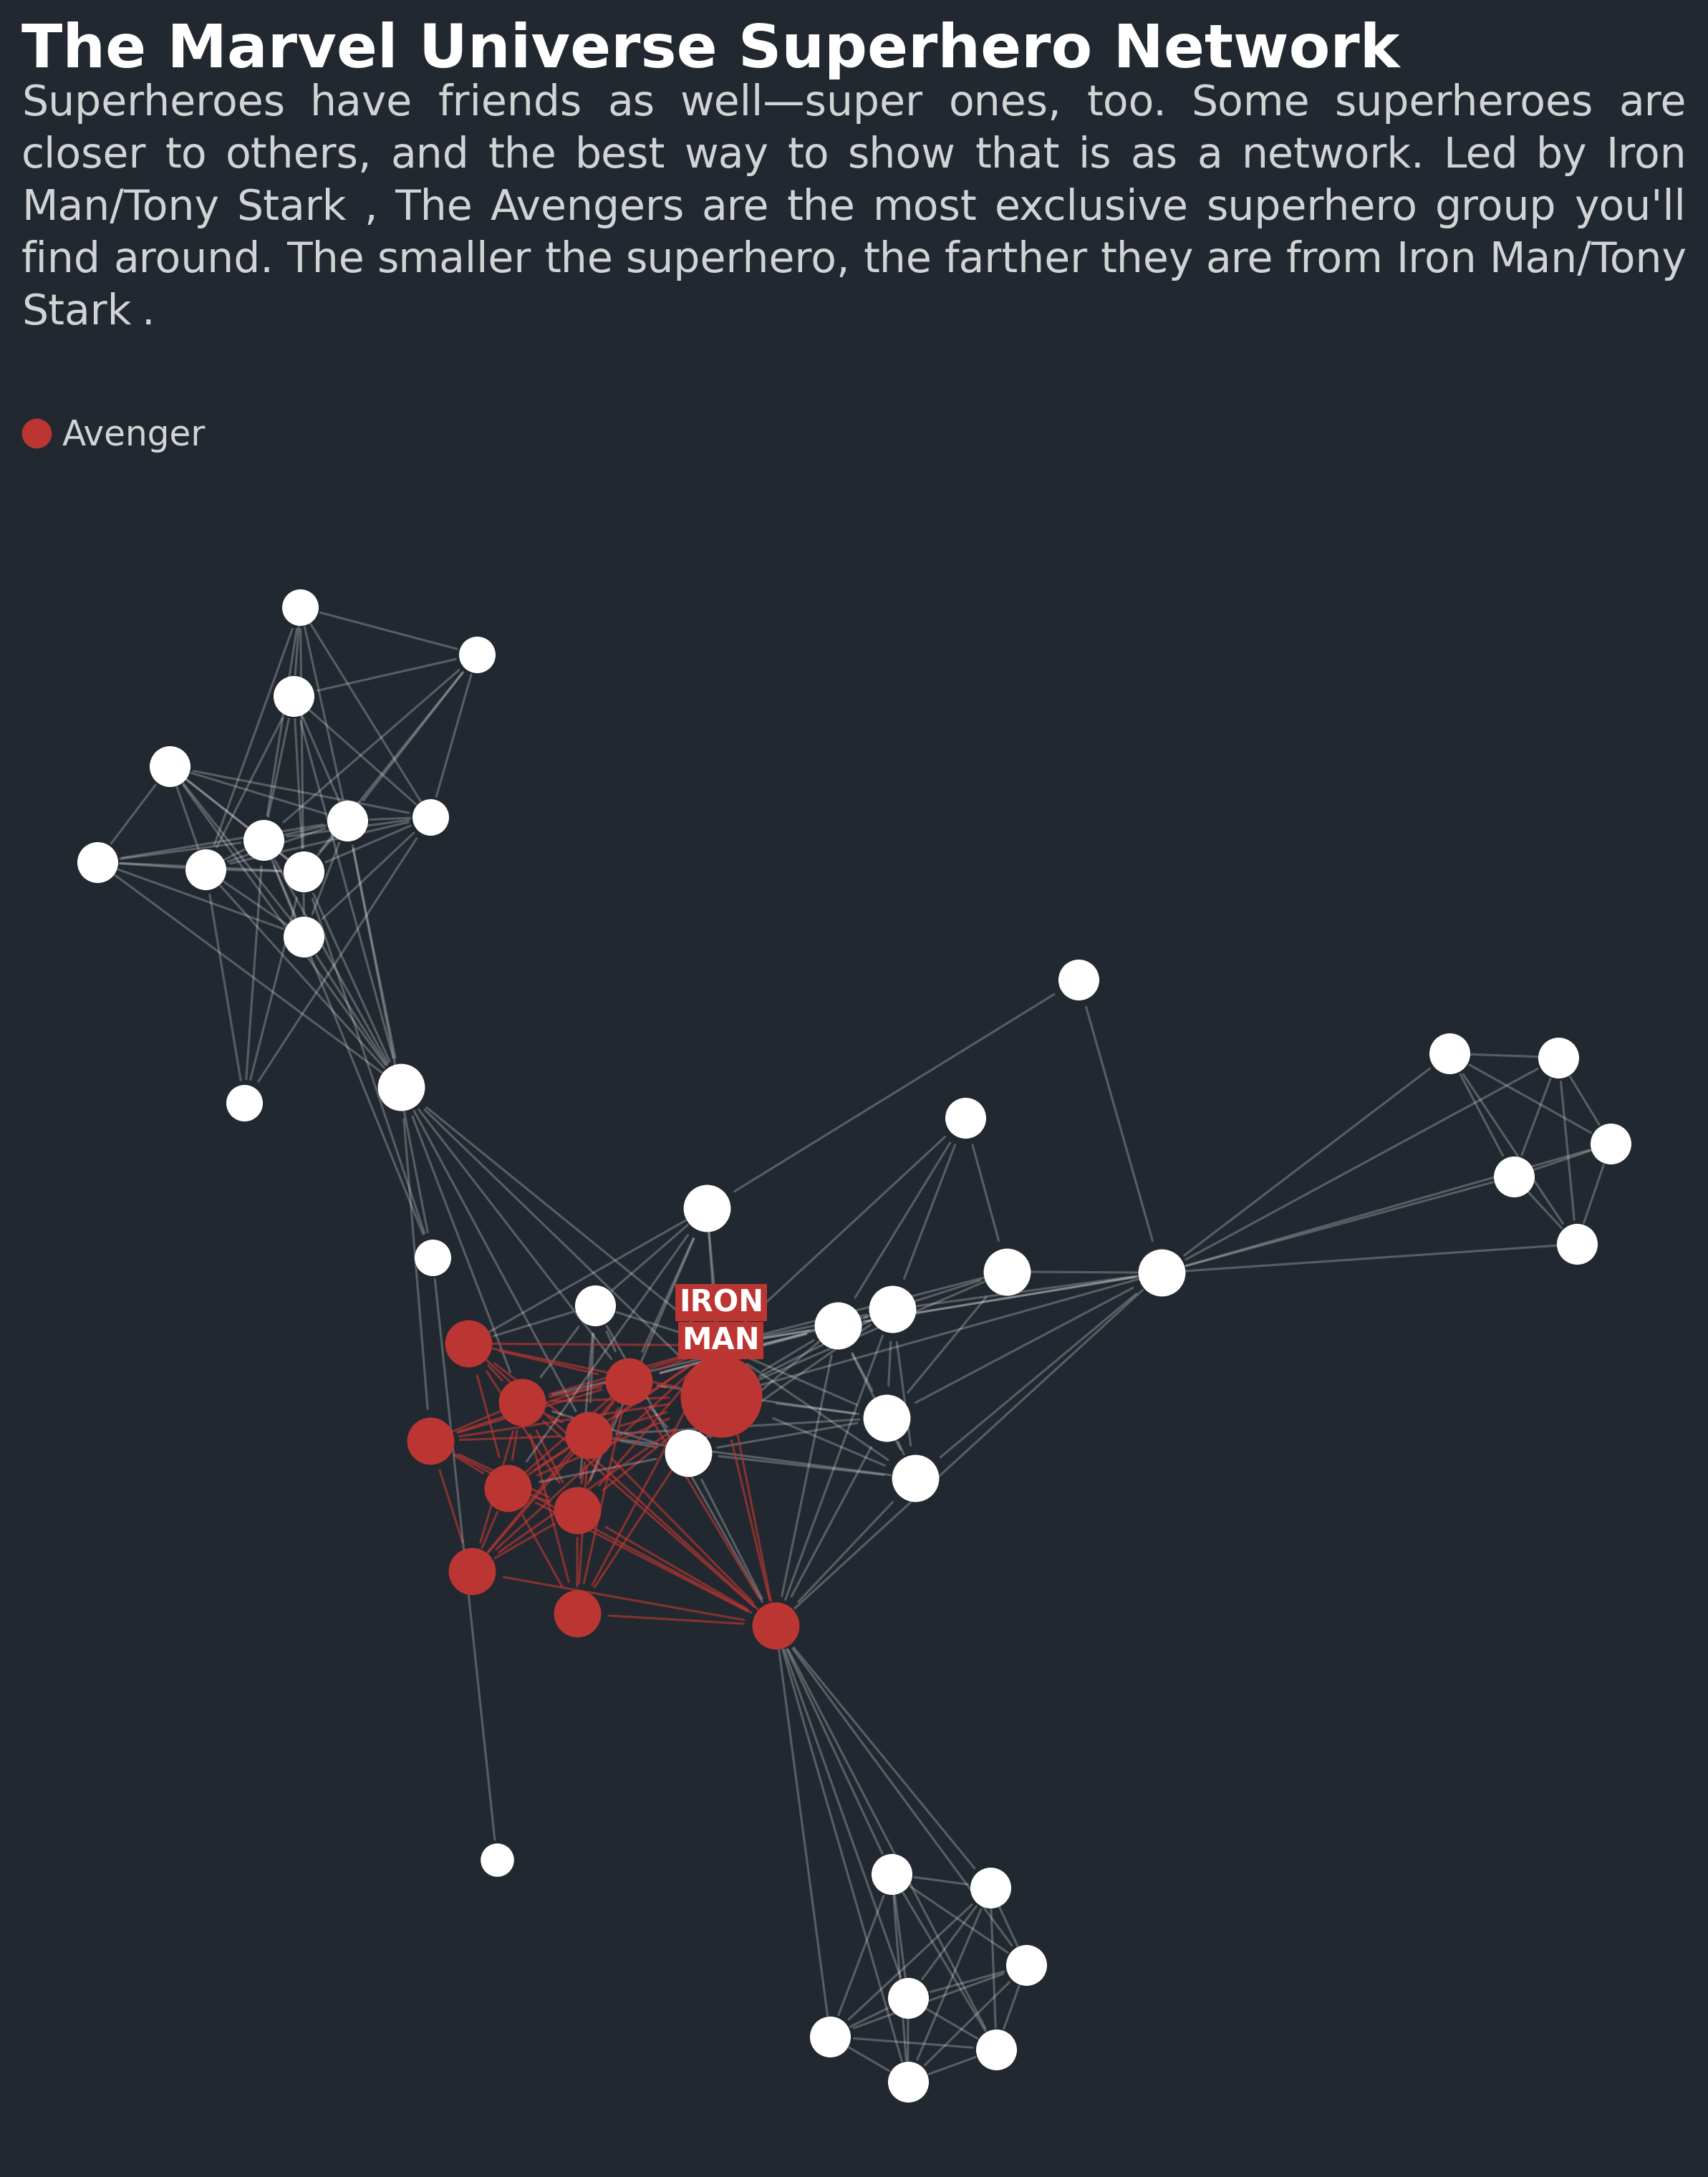 The Marvel Universe Superhero Network
Superheroes have friends as well—super ones, too. Some superheroes are
closer to others, and the best way to show that is as a network. Led by Iron
Man/Tony Stark , The Avengers are the most exclusive superhero group you'll
find around. The smaller the superhero, the farther they are from Iron Man/Tony
Stark .
Avenger
IRON
MAN